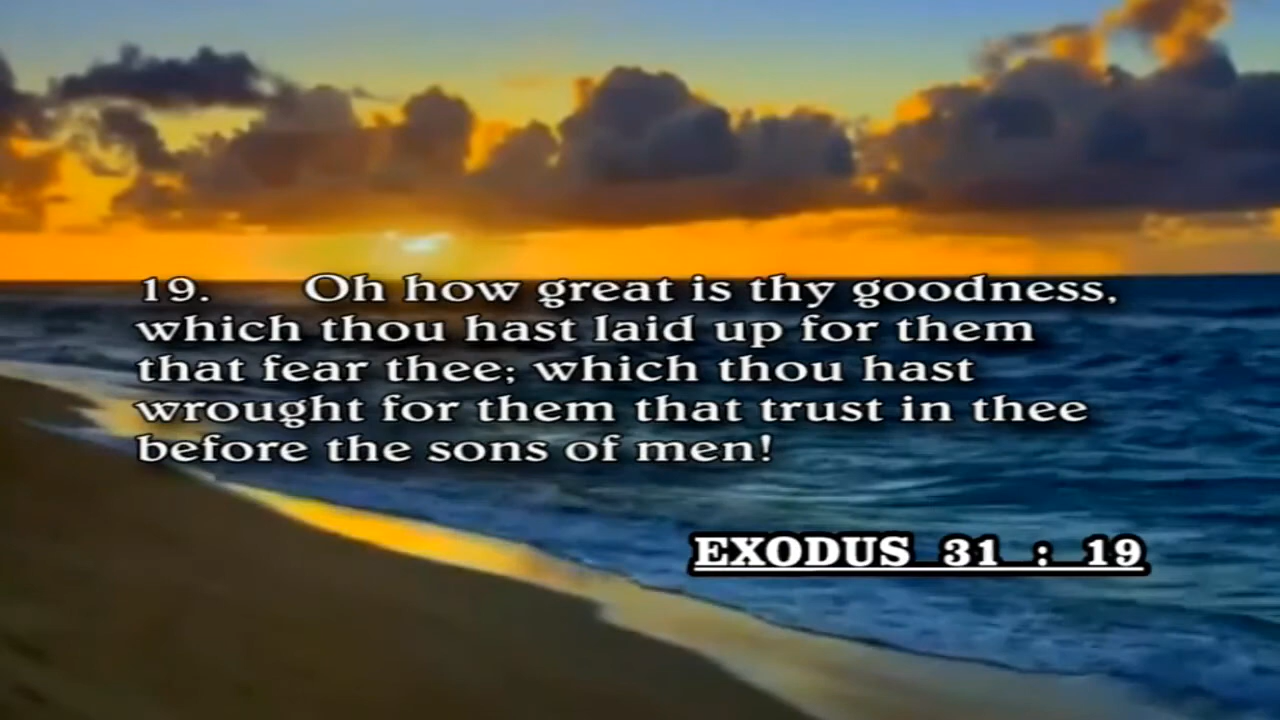 19. Oh how great is thy goodness,
which thou hast laid up for them
that fear thee; which thou hast
wrought for them that trust in thee
before the sons of men!
EXODUS 31 : 19